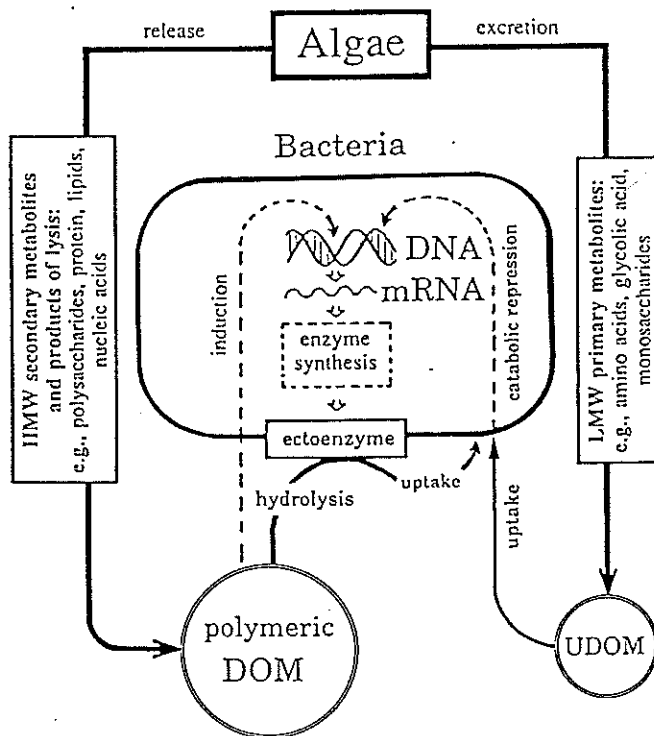 release
Algae
excretion
Bacteria
HMW secondary metabolites
and products of lysis:
e.g., polysaccharides, protein, lipids,
nucleic acids
induction
DNA
mRNA
enzyme
synthesis
ectoenzyme
catabolic repression
LMW primary metabolites:
e.g., amino acids, glycolic acid,
monosaccharides
hydrolysis
uptake
uptake
polymeric
DOM
UDOM